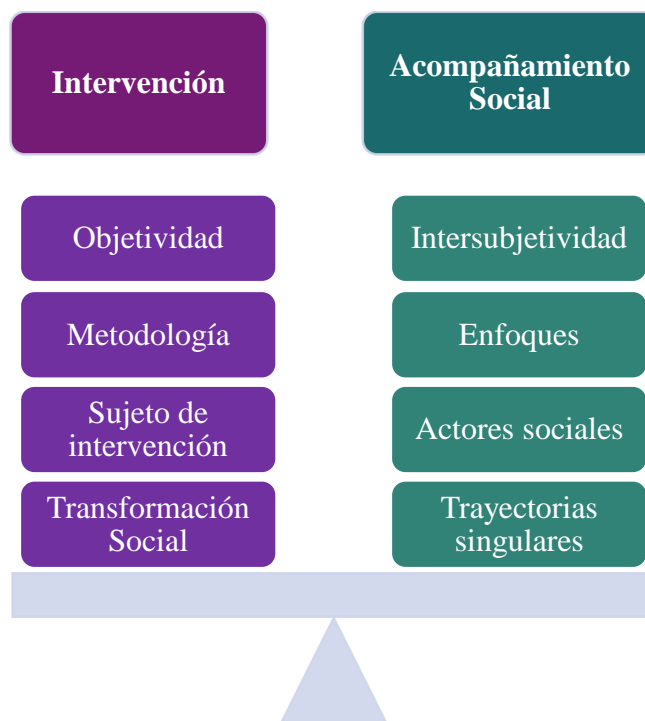 Intervención
Acompañamiento
Social
Objetividad
Metodología
Sujeto de
intervención
Transformación
Social
Intersubjetividad
Enfoques
Actores sociales
Trayectorias
singulares